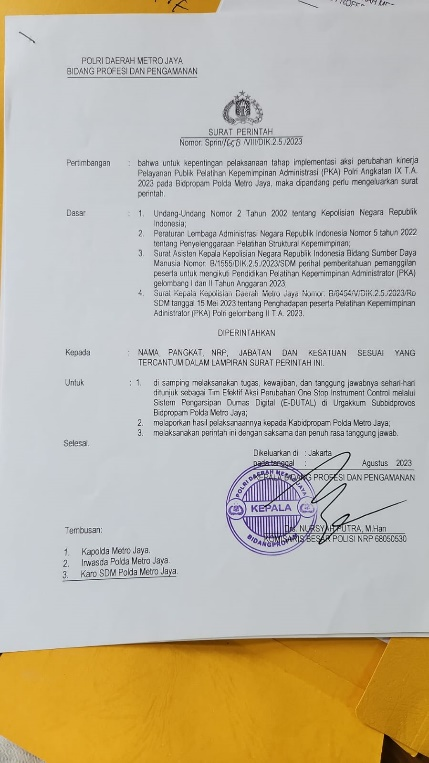 POLRI DAERAH METRO JAYA
BIDANG PROFESI DAN PENGAMANAN
SURAT PERINTAH
Nomor: Sprin/ /VIII/DIK.2.5./2023
Pertimbangan : bahwa untuk kepentingan pelaksanaan tahap implementasi aksi perubahan kinerja
Pelayanan Publik Pelatihan Kepemimpinan Administrasi (PKA) Polri Angkatan IX T.A.
2023 pada Bidpropam Polda Metro Jaya, maka dipandang perlu mengeluarkan surat
perintah.
Dasar : 1. Undang-Undang Nomor 2 Tahun 2002 tentang Kepolisian Negara Republik
Indonesia;
2. Peraturan Lembaga Administrasi Negara Republik Indonesia Nomor 5 tahun 2022
tentang Penyelenggaraan Pelatihan Struktural Kepemimpinan;
3. Surat Asisten Kepala Kepolisian Negara Republik Indonesia Bidang Sumber Daya
Manusia Nomor: B/1555/DIK.2.5./2023/SDM perihal pemberitahuan pemanggilan
peserta untuk mengikuti Pendidikan Pelatihan Kepemimpinan Administrator (PKA)
gelombang I dan II Tahun Anggaran 2023.
4. Surat Kepala Kepolisian Daerah Metro Jaya Nomor: B/6464/V/DIK.2.5./2023/Ro
SDM tanggal 15 Mei 2023 tentang Penghadapan peserta Pelatihan Kepemimpinan
Adinistrator (PKA) Polri gelombang II T.A. 2023.
DIPERINTAHKAN
Kepada : NAMA, PANGKAT, NRP, JABATAN DAN KESATUAN SESUAI YANG
TERCANTUM DALAM LAMPIRAN SURAT PERINTAH INI.
Untuk : 1. di samping melaksanakan tugas, kewajiban, dan tanggung jawabnya sehari-hari
ditunjuk sebagai Tim Efektif Aksi Perubahan One Stop Instrument Control melalui
Sistem Pengarsipan Dumas Digital (E-DUTAL) di Urgakkum Subbidprovos
Bidpropam Polda Metro Jaya;
2. melaporkan hasil pelaksanaannya kepada Kabidpropam Polda Metro Jaya;
3. melaksanakan perintah ini dengan saksama dan penuh rasa tanggung jawab.
Selesai.
Dikeluarkan di : Jakarta
pada tanggal : Agustus 2023
KEPALA BIDANG PROFESI DAN PENGAMANAN
POLRI DAERAH METRO JAYA
KEPALA
BIDANGPROPAM
Drs. NURSYAH PUTRA, M.Han
KOMISARIS BESAR POLISI NRP 68050530
Tembusan:
1. Kapolda Metro Jaya.
2. Irwasda Polda Metro Jaya
3. Karo SDM Polda Metro Jaya.